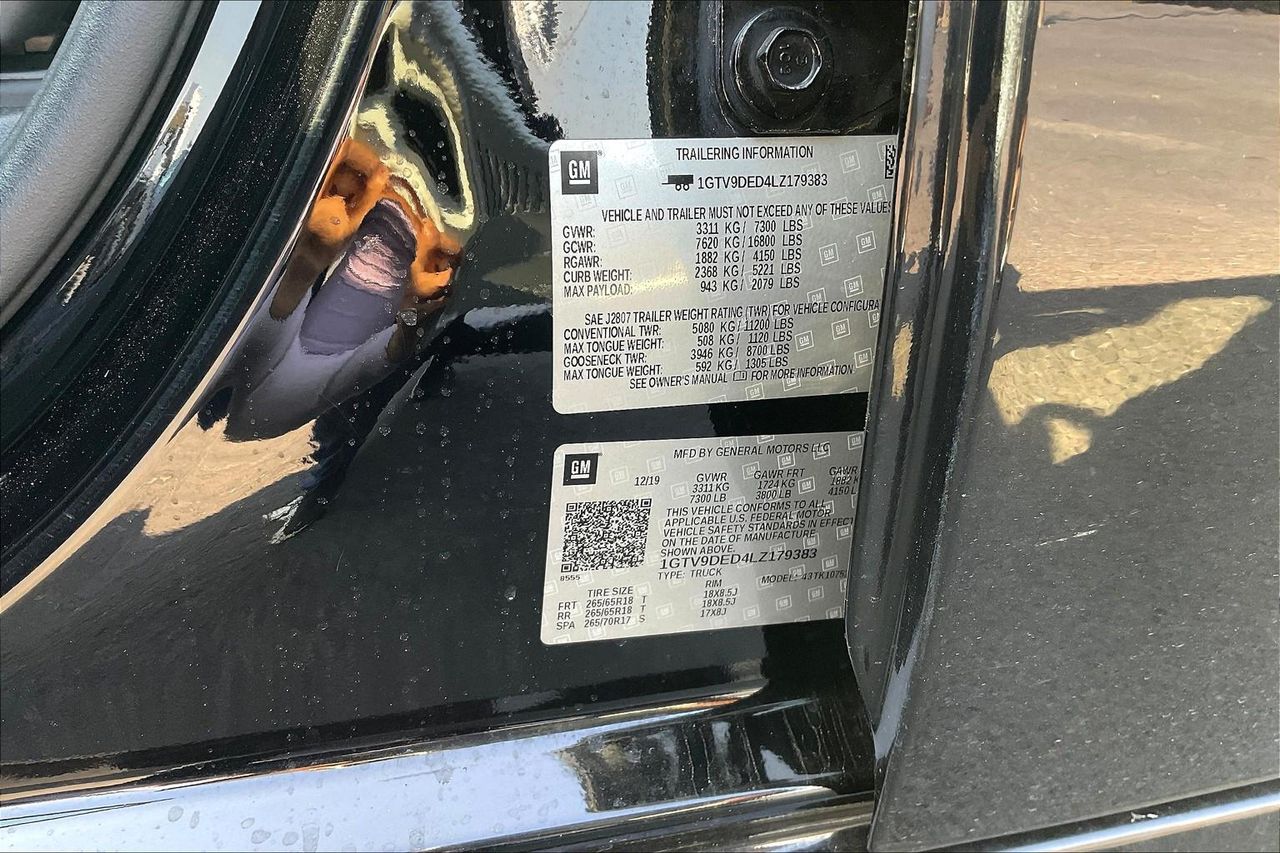 GM
TRAILERING INFORMATION
1GTV9DED4LZ179383
VEHICLE AND TRAILER MUST NOT EXCEED ANY OF THESE VALUES
GVWR: 3311 KG / 7300 LBS
GCWR: 7620 KG / 16800 LBS
RGAWR: 1882 KG / 4150 LBS
CURB WEIGHT: 2368 KG / 5221 LBS
MAX PAYLOAD: 943 KG / 2079 LBS
SAE J2807 TRAILER WEIGHT RATING (TWR) FOR VEHICLE CONFIGURA
CONVENTIONAL TWR: 5080 KG / 11200 LBS
MAX TONGUE WEIGHT: 508 KG / 1120 LBS
GOOSENECK TWR: 3946 KG / 8700 LBS
MAX TONGUE WEIGHT: 592 KG / 1305 LBS
SEE OWNER'S MANUAL FOR MORE INFORMATION
GM
MFD BY GENERAL MOTORS LLC
12/19 GVWR GAWR FRT GAWR
3311 KG 1724 KG 1882 K
7300 LB 3800 LB 4150 L
THIS VEHICLE CONFORMS TO ALL
APPLICABLE U.S. FEDERAL MOTOR
VEHICLE SAFETY STANDARDS IN EFFECT
ON THE DATE OF MANUFACTURE
SHOWN ABOVE.
1GTV9DED4LZ179383
8555
TYPE: TRUCK MODEL: 43TK1075
TIRE SIZE RIM
FRT 265/65R18 T 18X8.5J
RR 265/65R18 T 18X8.5J
SPA 265/70R17 S 17X8J